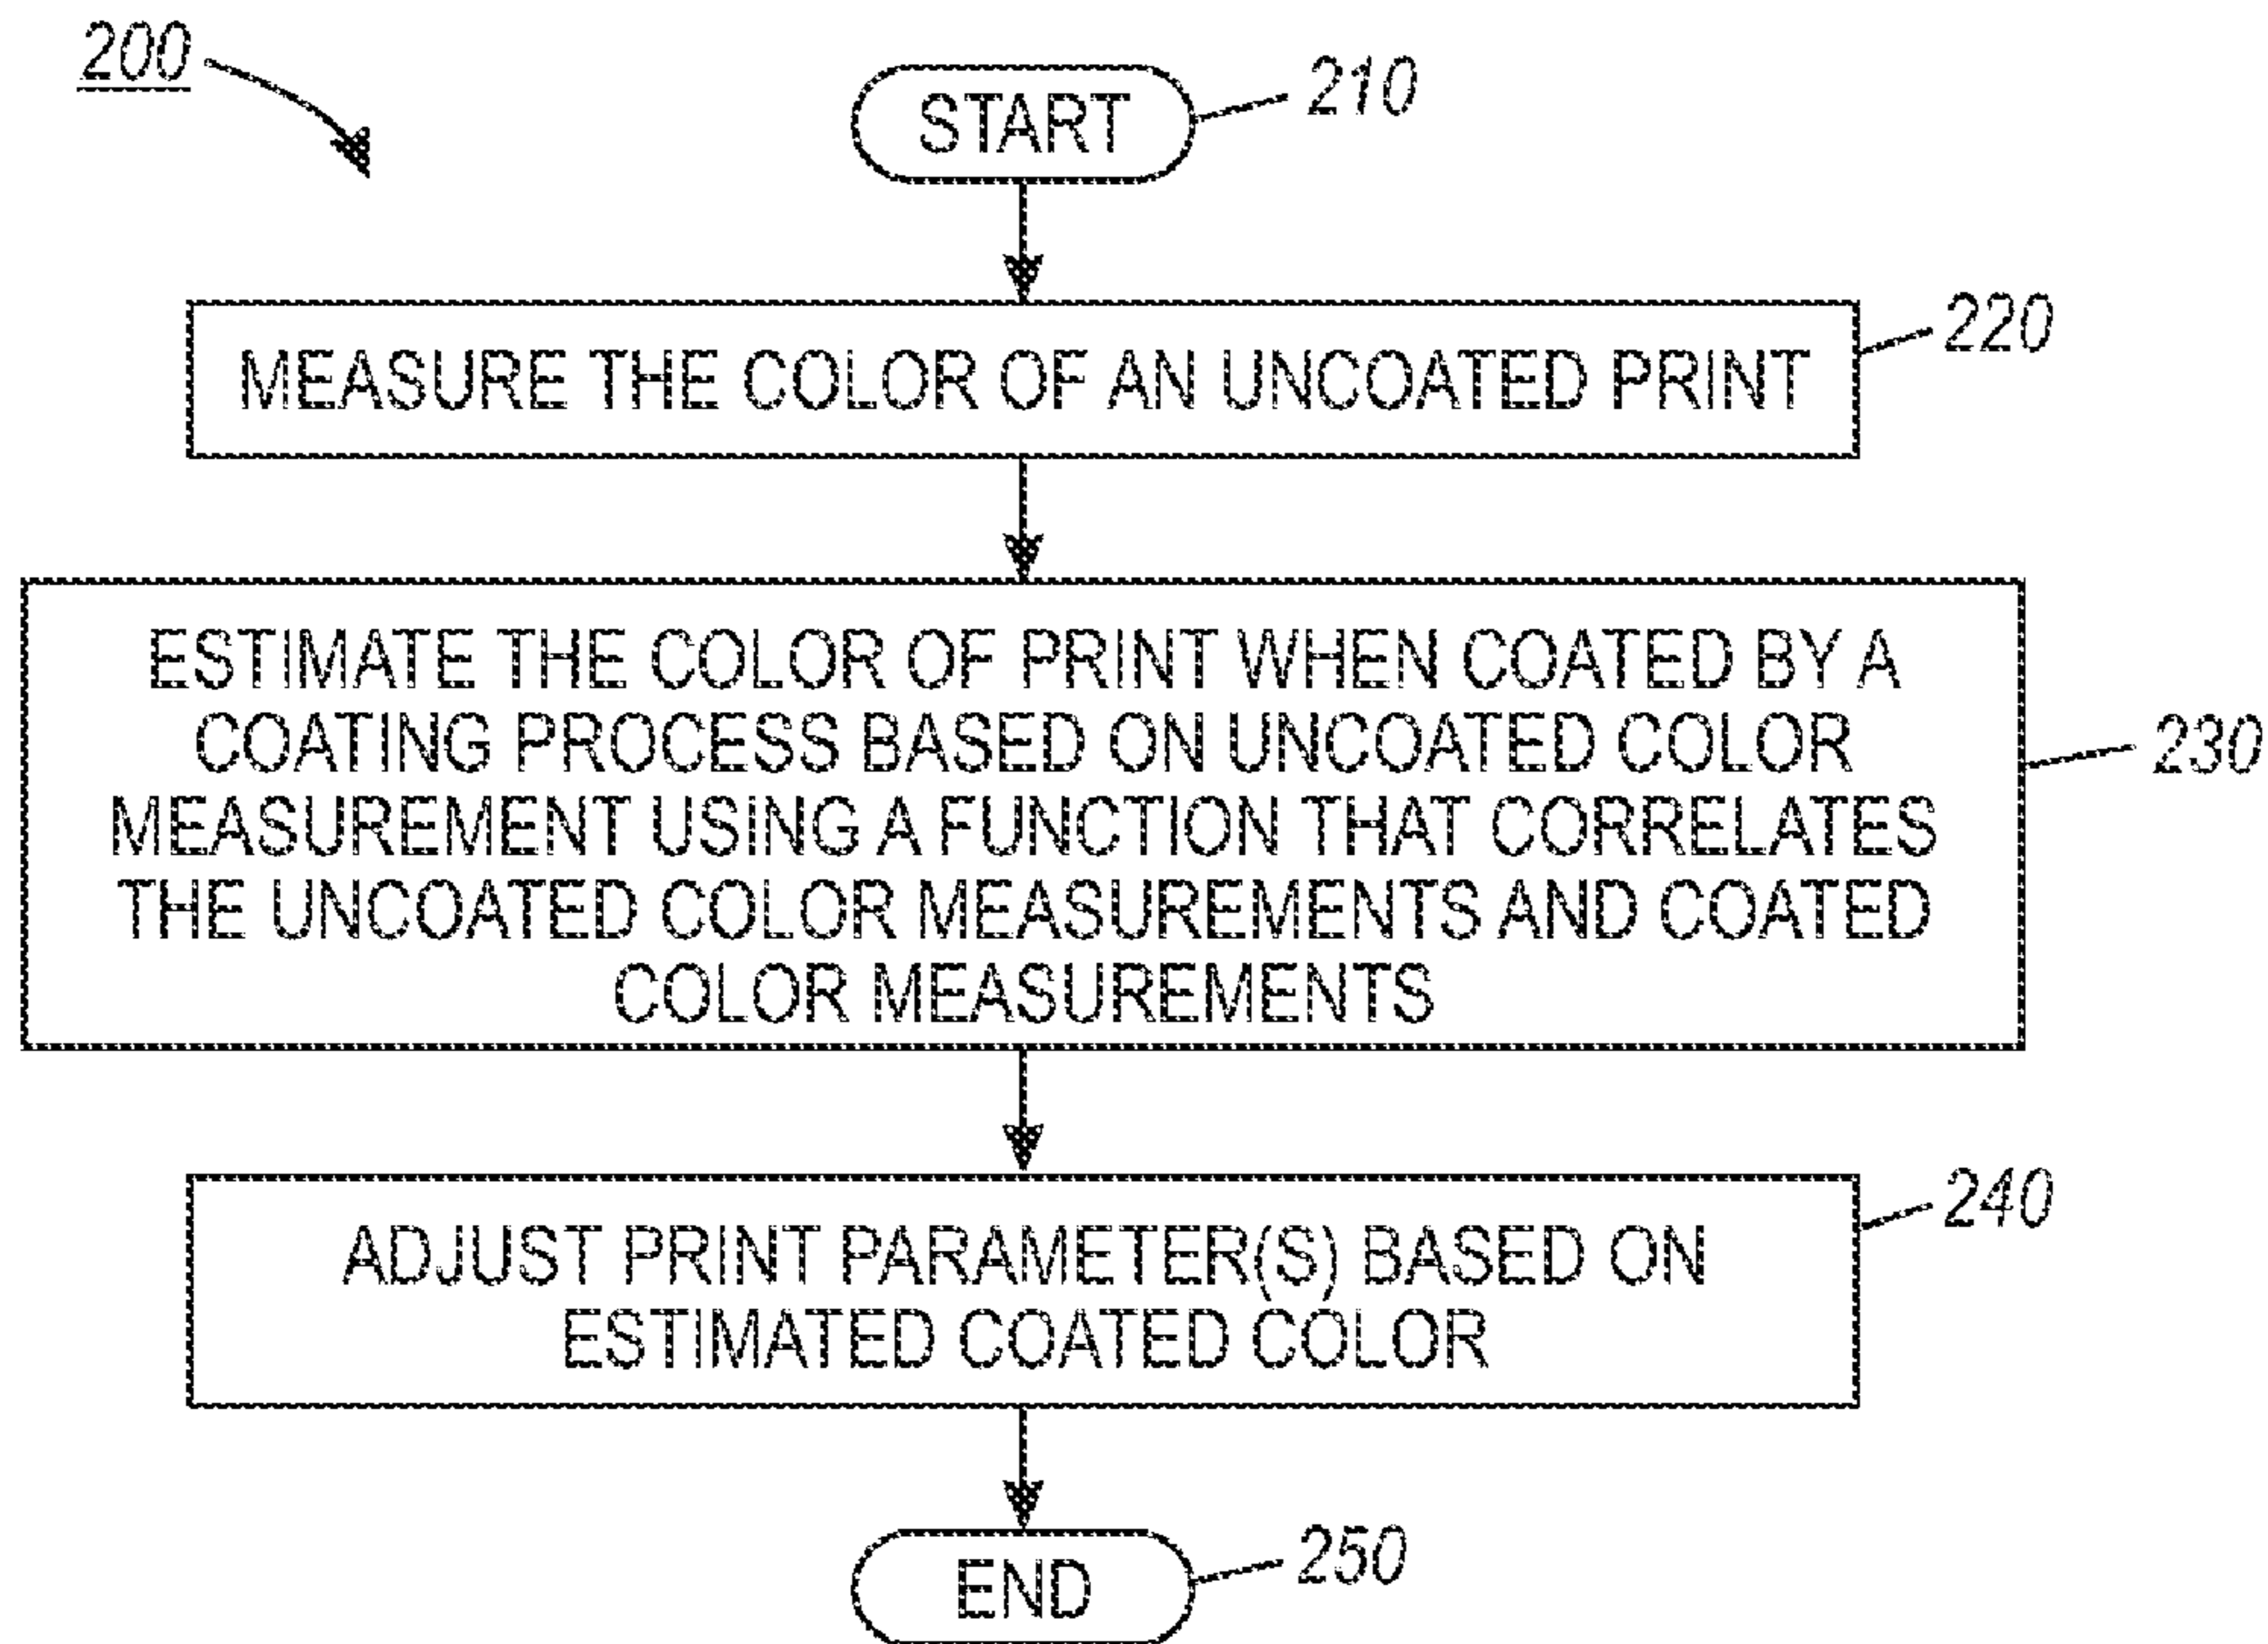 200
START
210
MEASURE THE COLOR OF AN UNCOATED PRINT
220
ESTIMATE THE COLOR OF PRINT WHEN COATED BY A
COATING PROCESS BASED ON UNCOATED COLOR
MEASUREMENT USING A FUNCTION THAT CORRELATES
THE UNCOATED COLOR MEASUREMENTS AND COATED
COLOR MEASUREMENTS
230
ADJUST PRINT PARAMETER(S) BASED ON
ESTIMATED COATED COLOR
240
END
250